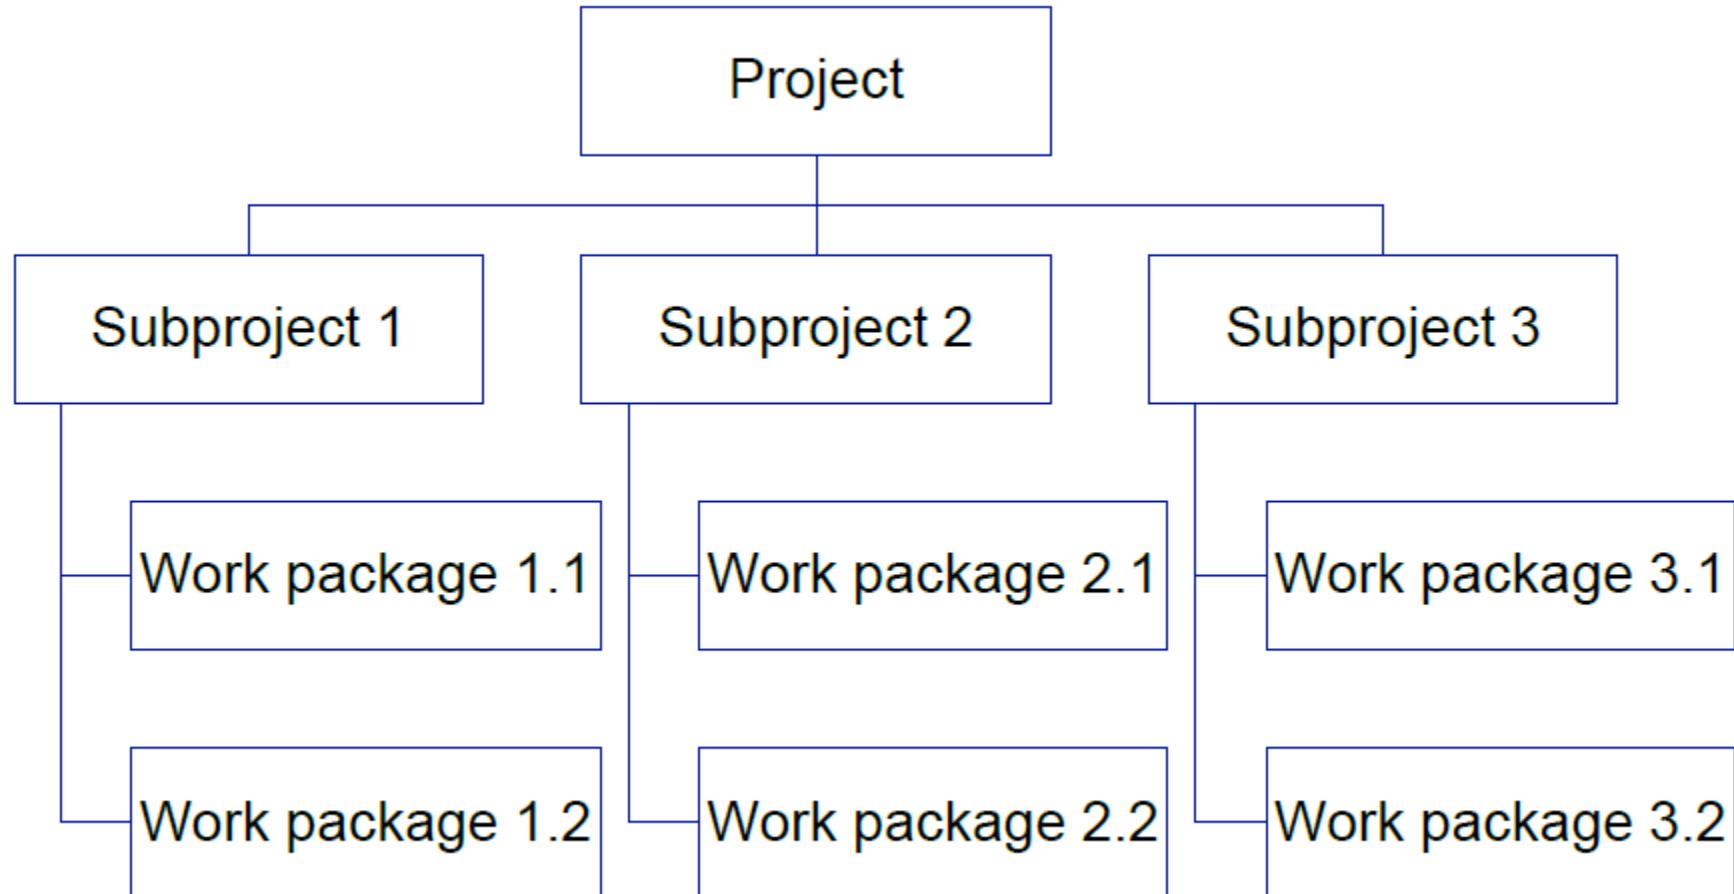 Project
Subproject 1
Subproject 2
Subproject 3
Work package 1.1
Work package 2.1
Work package 3.1
Work package 1.2
Work package 2.2
Work package 3.2